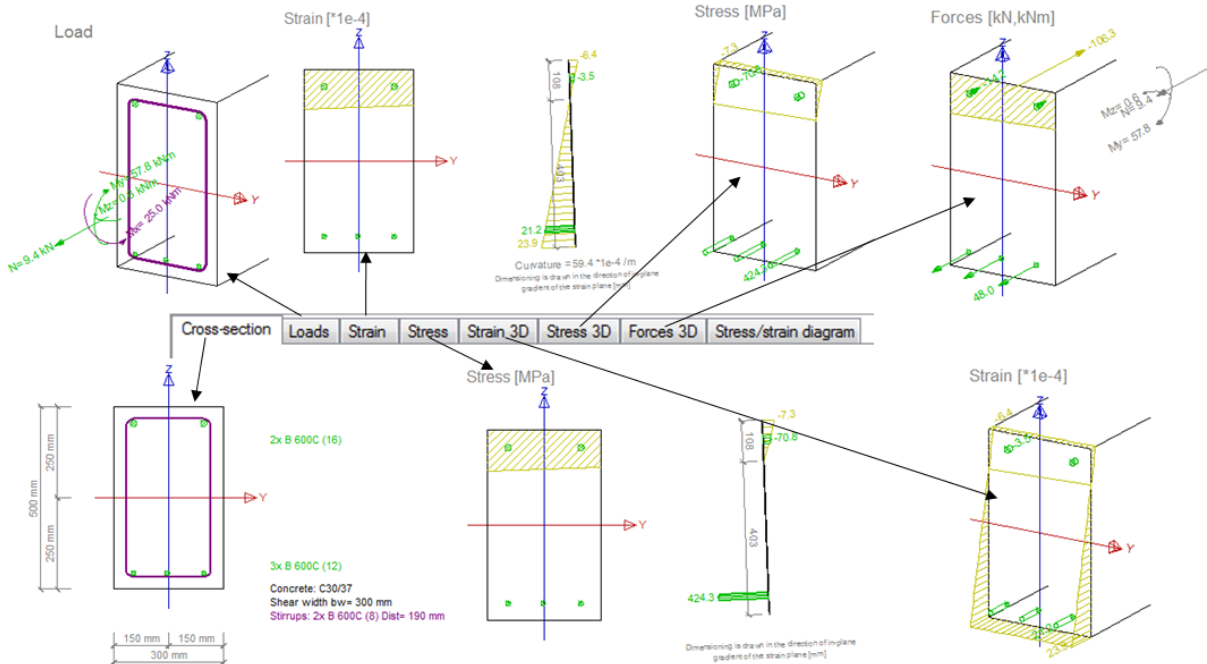 Load
Strain [*1e-4]
Stress [MPa]
Forces [kN,kNm]
Z
My=57.8 kNm
Mx= 25.0 kNm
N=9.4 kN
Y
Z
Y
108
403
-6.4
-3.5
21.2
23.9
Curvature = 59.4 *1e-4 /m
Dimensioning is drawn in the direction of in-plane
gradient of the strain plane [mm]
Z
-7.3
-70.8
Y
424.3
Z
-106.3
-14.2
Y
48.0
Mz= 0.6
N= 9.4
My= 57.8
Cross-section
Loads
Strain
Stress
Strain 3D
Stress 3D
Forces 3D
Stress/strain diagram
Z
Y
500 mm
250 mm
250 mm
150 mm
150 mm
300 mm
2x B 600C (16)
3x B 600C (12)
Concrete: C30/37
Shear width bw= 300 mm
Stirrups: 2x B 600C (8) Dist= 190 mm
Stress [MPa]
Z
Y
108
403
-7.3
-70.8
424.3
Dimensioning is drawn in the direction of in-plane
gradient of the strain plane [mm]
Strain [*1e-4]
Z
-6.4
-3.5
Y